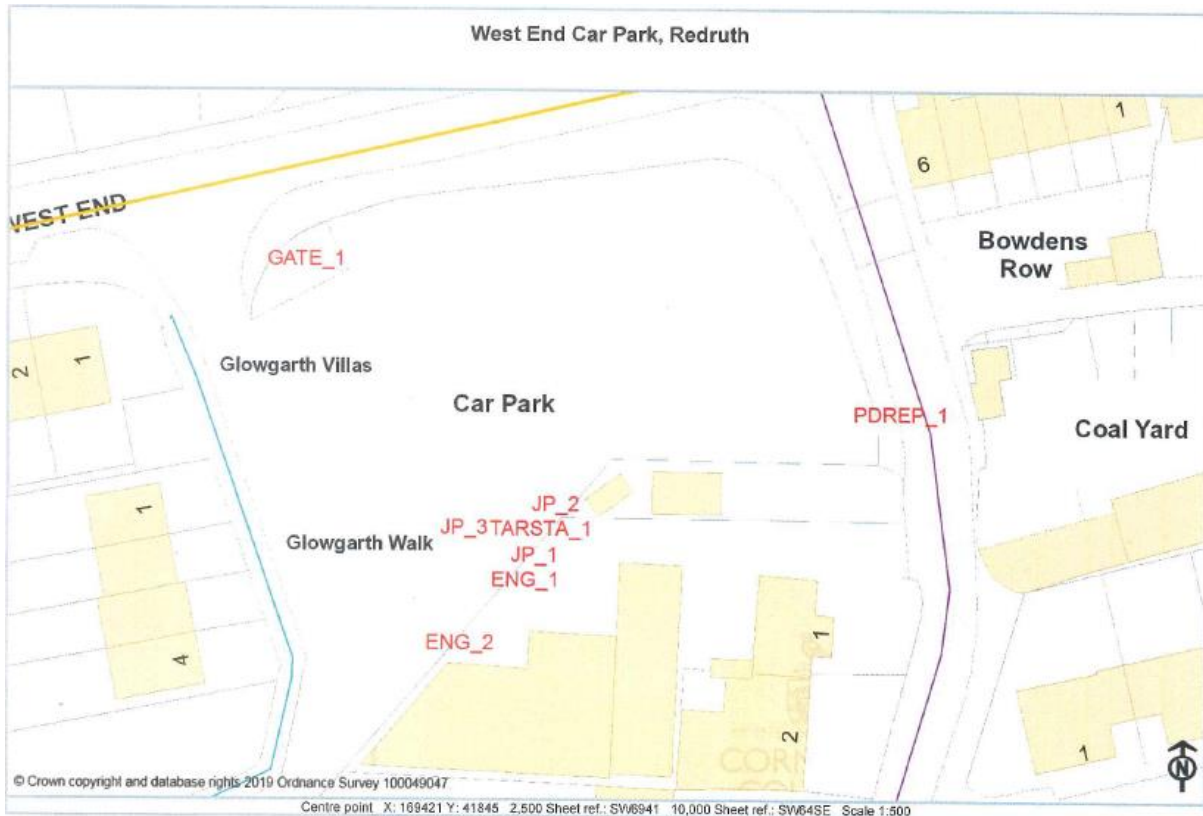 West End Car Park, Redruth
1
6
WEST END
Bowdens
Row
GATE_1
Glowgarth Villas
2
1
Car Park
PDREP_1
Coal Yard
JP_2
1
JP_3
TARSTA_1
Glowgarth Walk
JP_1
ENG_1
ENG_2
1
4
2
1
CORN
N
© Crown copyright and database rights 2019 Ordnance Survey 100049047
Centre point X: 169421 Y: 41845 2,500 Sheet ref.: SW6941 10,000 Sheet ref.: SW64SE Scale 1:500